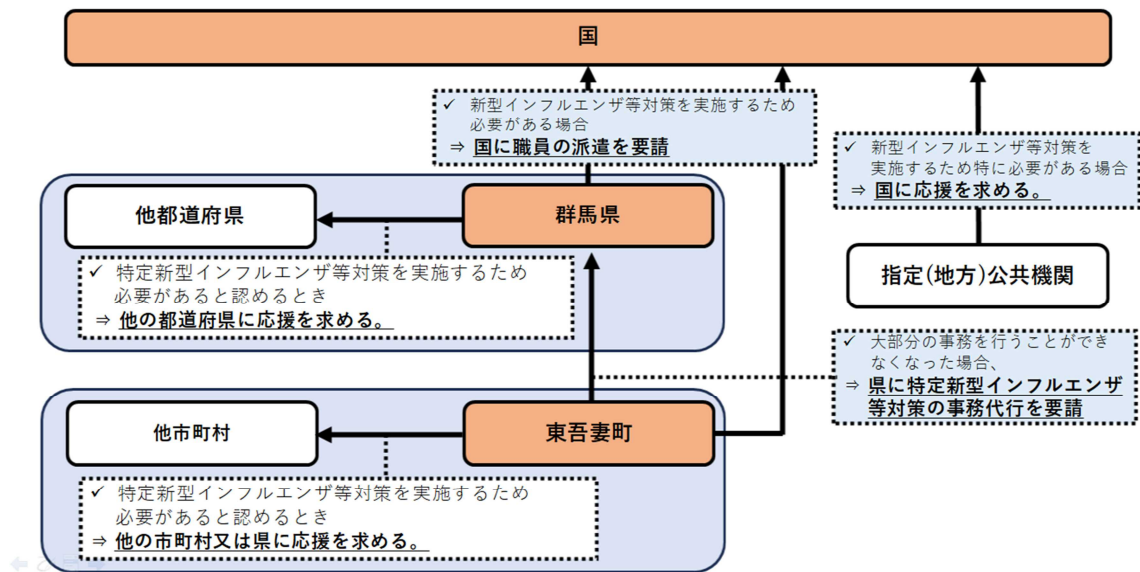 国
✓ 新型インフルエンザ等対策を実施するため
必要がある場合
⇒ 国に職員の派遣を要請
✓ 新型インフルエンザ等対策を
実施するため特に必要がある場合
⇒ 国に応援を求める。
他都道府県
群馬県
指定(地方)公共機関
✓ 特定新型インフルエンザ等対策を実施するため
必要があると認めるとき
⇒ 他の都道府県に応援を求める。
✓ 大部分の事務を行うことができ
なくなった場合、
⇒ 県に特定新型インフルエンザ
等対策の事務代行を要請
他市町村
東吾妻町
✓ 特定新型インフルエンザ等対策を実施するため
必要があると認めるとき
⇒ 他の市町村又は県に応援を求める。